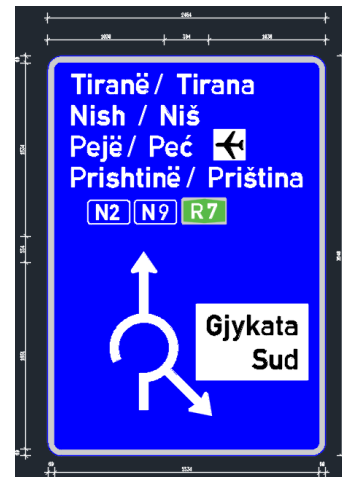 Tiranë / Tirana
Nish / Niš
Pejë / Peć
Prishtinë / Priština
N2 N9 R7
Gjykata
Sud